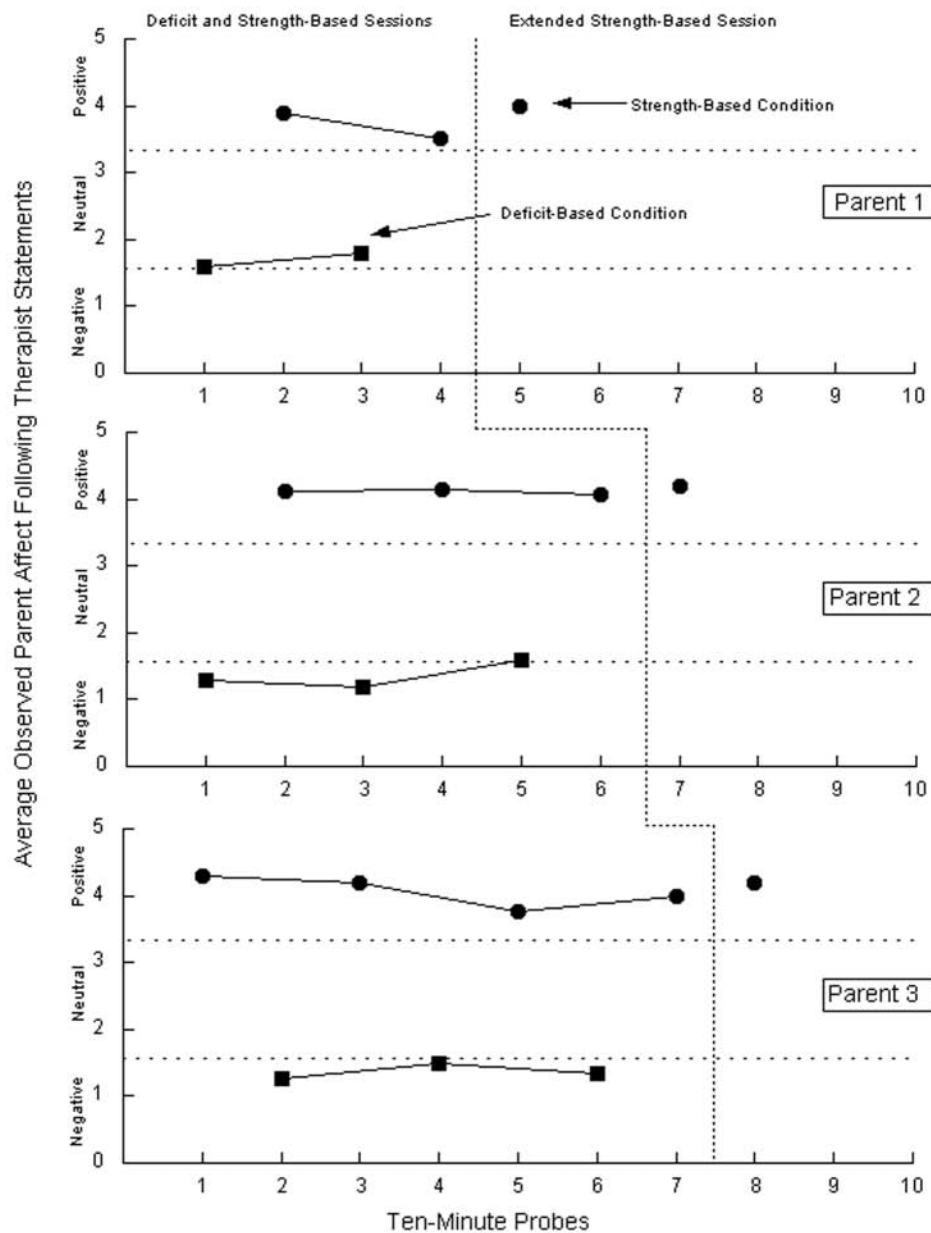 Deficit and Strength-Based Sessions
Extended Strength-Based Session
Average Observed Parent Affect Following Therapist Statements
5
4
3
2
1
0
Positive
Neutral
Negative
Strength-Based Condition
Deficit-Based Condition
Parent 1
1 2 3 4 5 6 7 8 9 10
5
4
3
2
1
0
Positive
Neutral
Negative
Parent 2
1 2 3 4 5 6 7 8 9 10
5
4
3
2
1
0
Positive
Neutral
Negative
Parent 3
1 2 3 4 5 6 7 8 9 10
Ten-Minute Probes